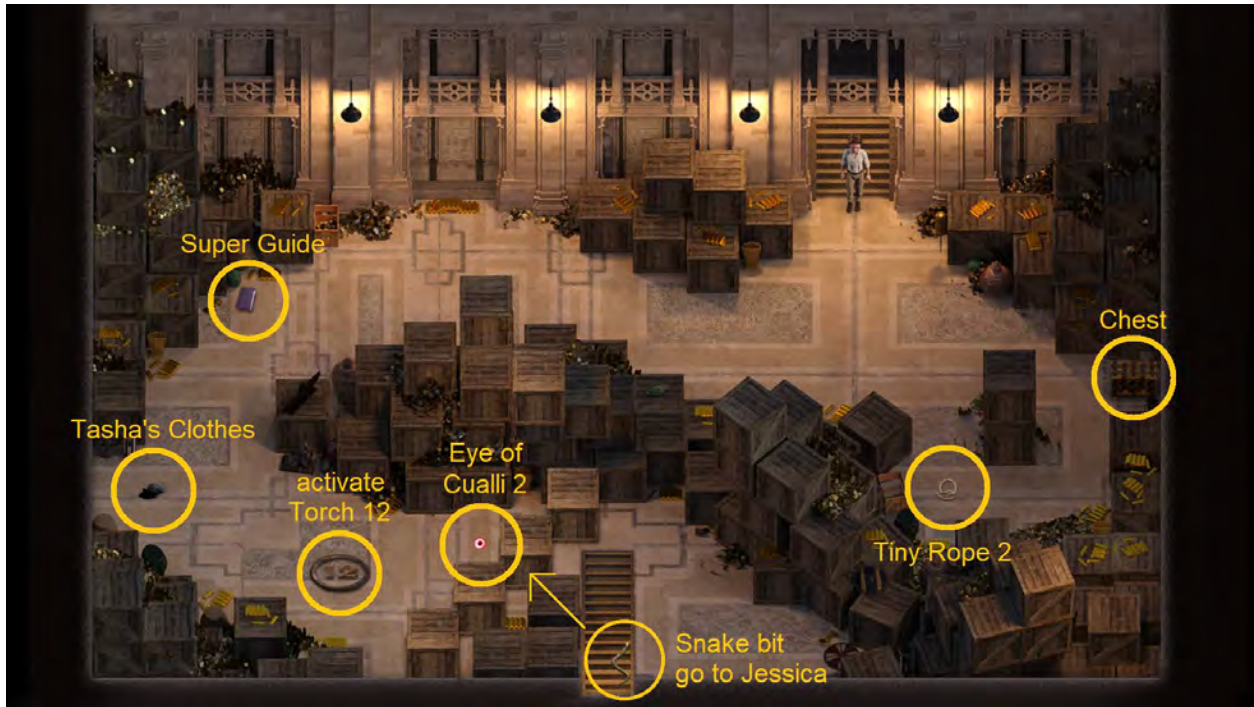 Super Guide
Chest
Tasha's Clothes
Eye of
Cualli 2
activate
Torch 12
12
Tiny Rope 2
Snake bit
go to Jessica